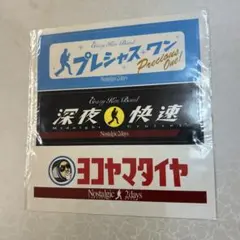 Crazy Ken Band
プレシャス・ワン
Precious One!
Nostalgic 2days
Crazy Ken Band
深夜 快速
Midnight
Nostalgic 2days
ヨコヤマタイヤ
Nostalgic 2days